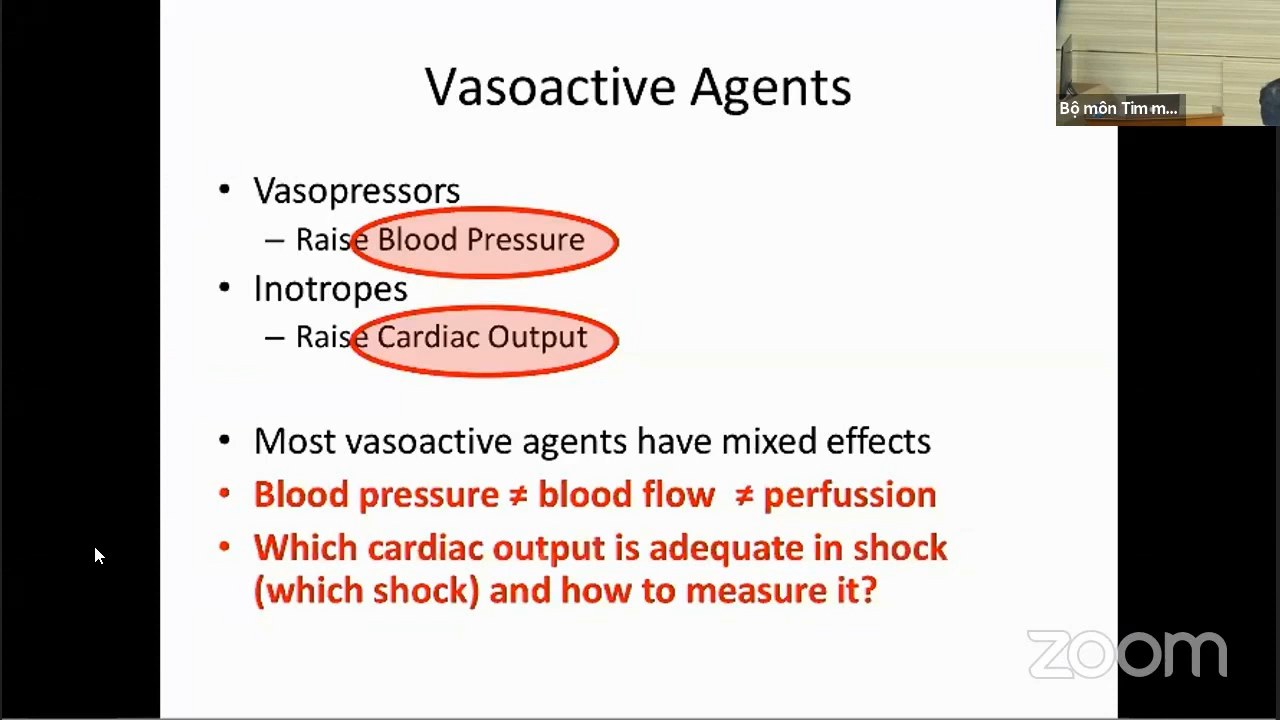 Vasoactive Agents
Bộ môn Tim m...
• Vasopressors
– Raise Blood Pressure
• Inotropes
– Raise Cardiac Output
• Most vasoactive agents have mixed effects
• Blood pressure ≠ blood flow ≠ perfussion
• Which cardiac output is adequate in shock
(which shock) and how to measure it?
zoom